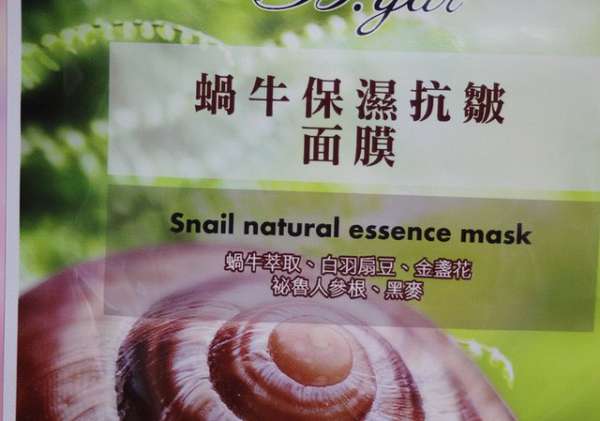 蝸牛保濕抗皺
面膜
Snail natural essence mask
蝸牛萃取、白羽扇豆、金盞花
祕魯人參根、黑麥